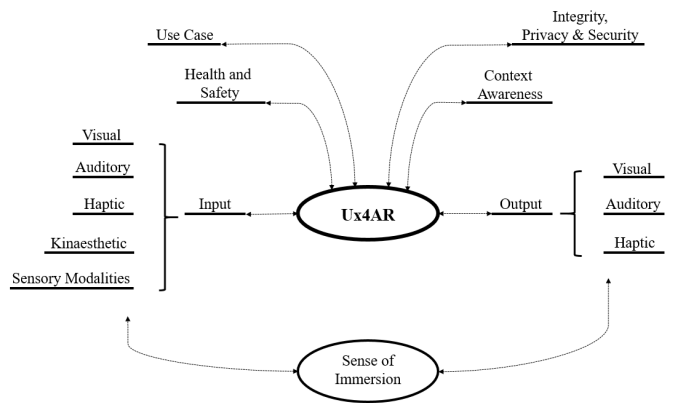 Use Case
Integrity,
Privacy & Security
Health and
Safety
Context
Awareness
Visual
Auditory
Haptic
Kinaesthetic
Sensory Modalities
Input
Ux4AR
Output
Visual
Auditory
Haptic
Sense of
Immersion